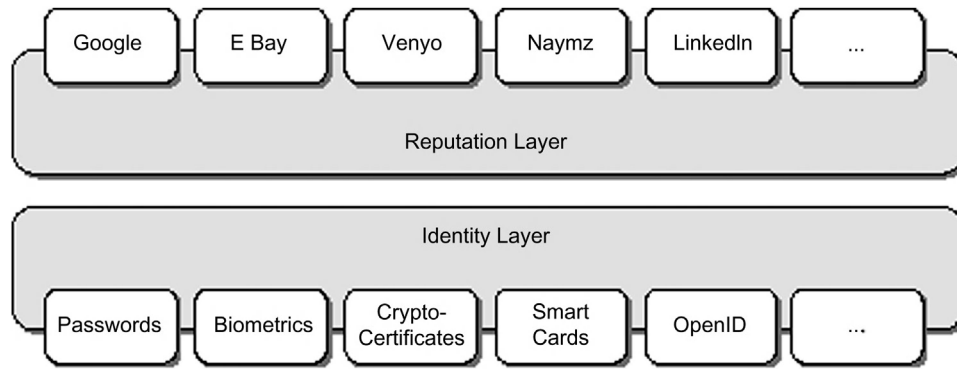 Google
E Bay
Venyo
Naymz
LinkedIn
...
Reputation Layer
Identity Layer
Passwords
Biometrics
Crypto-
Certificates
Smart
Cards
OpenID
...